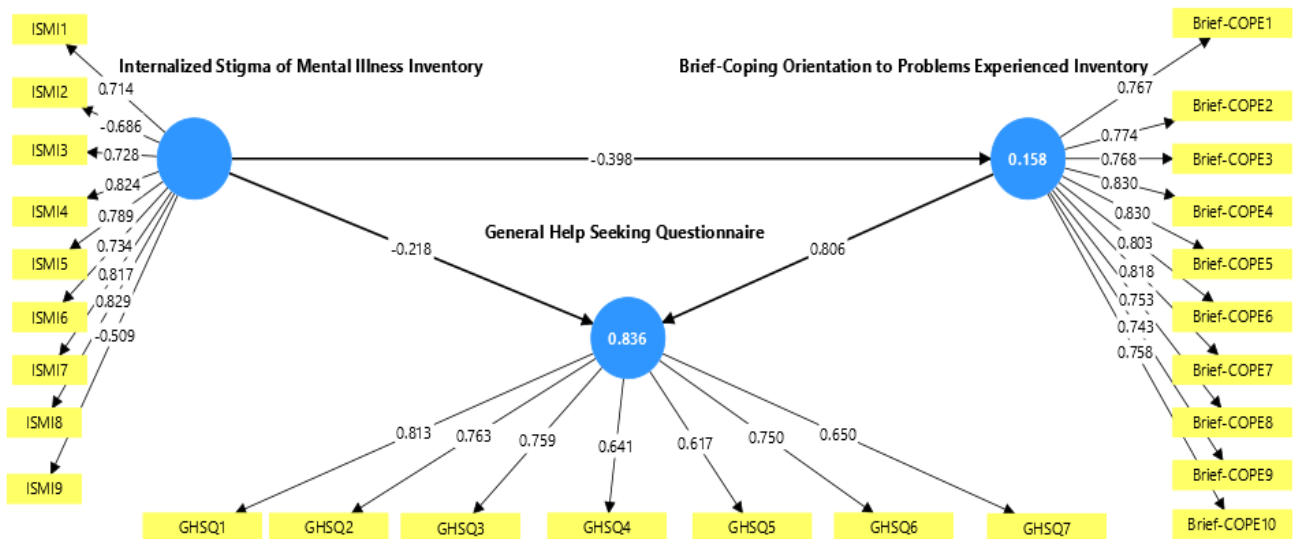 ISMI1
ISMI2
ISMI3
ISMI4
ISMI5
ISMI6
ISMI7
ISMI8
ISMI9
0.714
-0.686
0.728
0.824
0.789
0.734
0.817
0.829
-0.509
Internalized Stigma of Mental Illness Inventory
Brief-Coping Orientation to Problems Experienced Inventory
-0.398
0.158
General Help Seeking Questionnaire
-0.218
0.806
0.836
0.767
0.774
0.768
0.830
0.830
0.803
0.818
0.753
0.743
0.758
Brief-COPE1
Brief-COPE2
Brief-COPE3
Brief-COPE4
Brief-COPE5
Brief-COPE6
Brief-COPE7
Brief-COPE8
Brief-COPE9
Brief-COPE10
0.813
0.763
0.759
0.641
0.617
0.750
0.650
GHSQ1
GHSQ2
GHSQ3
GHSQ4
GHSQ5
GHSQ6
GHSQ7